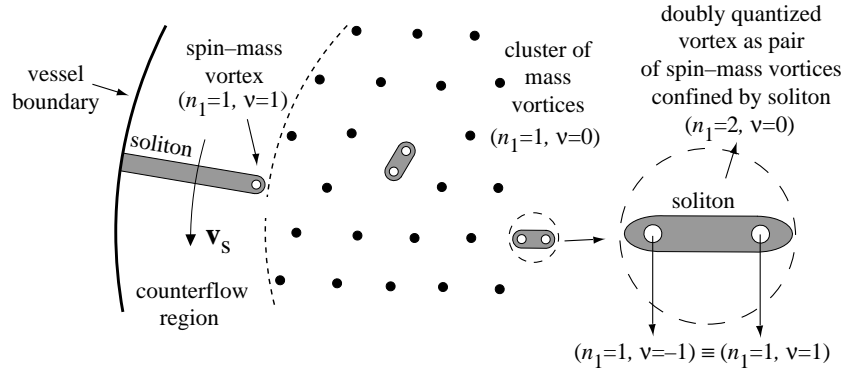 vessel
boundary
spin–mass
vortex
(n1=1, ν=1)
soliton
vS
counterflow
region
cluster of
mass
vortices
(n1=1, ν=0)
doubly quantized
vortex as pair
of spin–mass vortices
confined by soliton
(n1=2, ν=0)
soliton
(n1=1, ν=–1) ≡ (n1=1, ν=1)